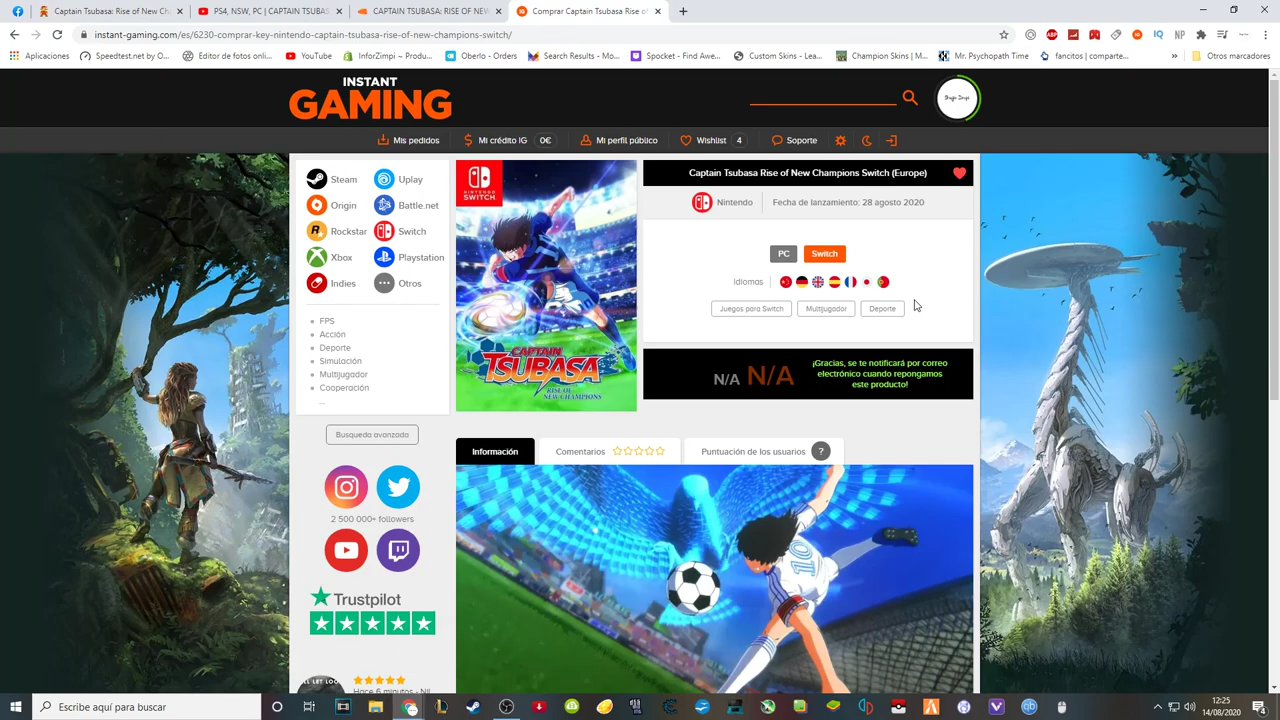 Captain Tsubasa: Rise of New Ch
PS4, NSW, PC | CAPTAIN TSUBAS
CAPTAIN TSUBASA - RISE OF NEW
Comprar Captain Tsubasa Rise of
instant-gaming.com/es/6230-comprar-key-nintendo-captain-tsubasa-rise-of-new-champions-switch/
Aplicaciones
Speedtest.net by O...
Editor de fotos onli...
YouTube
InforZimpi ~ Produ...
Oberlo - Orders
Search Results - Mo...
Spocket - Find Awe...
Custom Skins - Lea...
Champion Skins | M...
Mr. Psychopath Time
fancitos | comparte...
»
Otros marcadores
INSTANT
GAMING
Mis pedidos
Mi crédito IG
0€
Mi perfil público
Wishlist
4
Soporte
Steam
Uplay
Origin
Battle.net
Rockstar
Switch
Xbox
Playstation
Indies
Otros
FPS
Acción
Deporte
Simulación
Multijugador
Cooperación
...
Busqueda avanzada
2 500 000+ followers
Trustpilot
Hace 6 minutos - Nil
NINTENDO
SWITCH
CAPTAIN
TSUBASA
RISE OF
NEW CHAMPIONS
Captain Tsubasa Rise of New Champions Switch (Europe)
Nintendo
Fecha de lanzamiento: 28 agosto 2020
PC
Switch
Idiomas
Juegos para Switch
Multijugador
Deporte
N/A N/A
¡Gracias, se te notificará por correo
electrónico cuando repongamos
este producto!
Información
Comentarios
Puntuación de los usuarios
?
10
Escribe aquí para buscar
12:25
14/08/2020